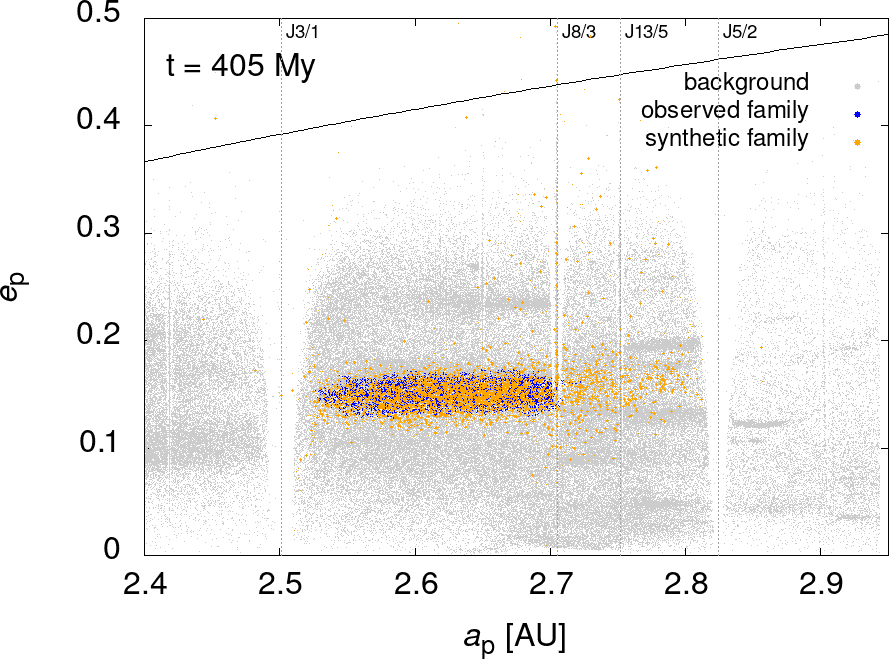 0.5
0.4
0.3
0.2
0.1
0
e_p
J3/1
J8/3
J13/5
J5/2
t = 405 My
background
observed family
synthetic family
2.4
2.5
2.6
2.7
2.8
2.9
a_p [AU]